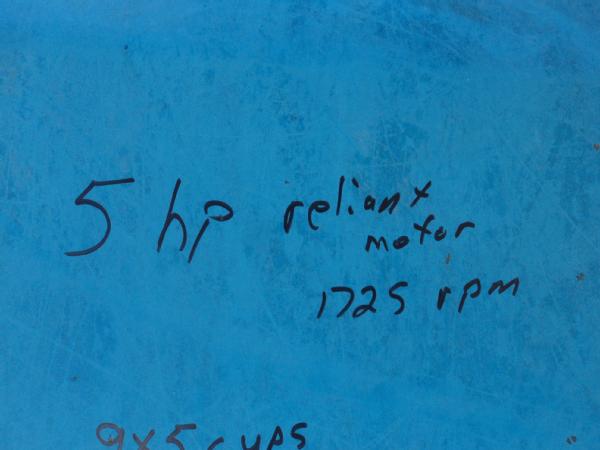 5 hp reliant
motor
1725 rpm
9x5 cups